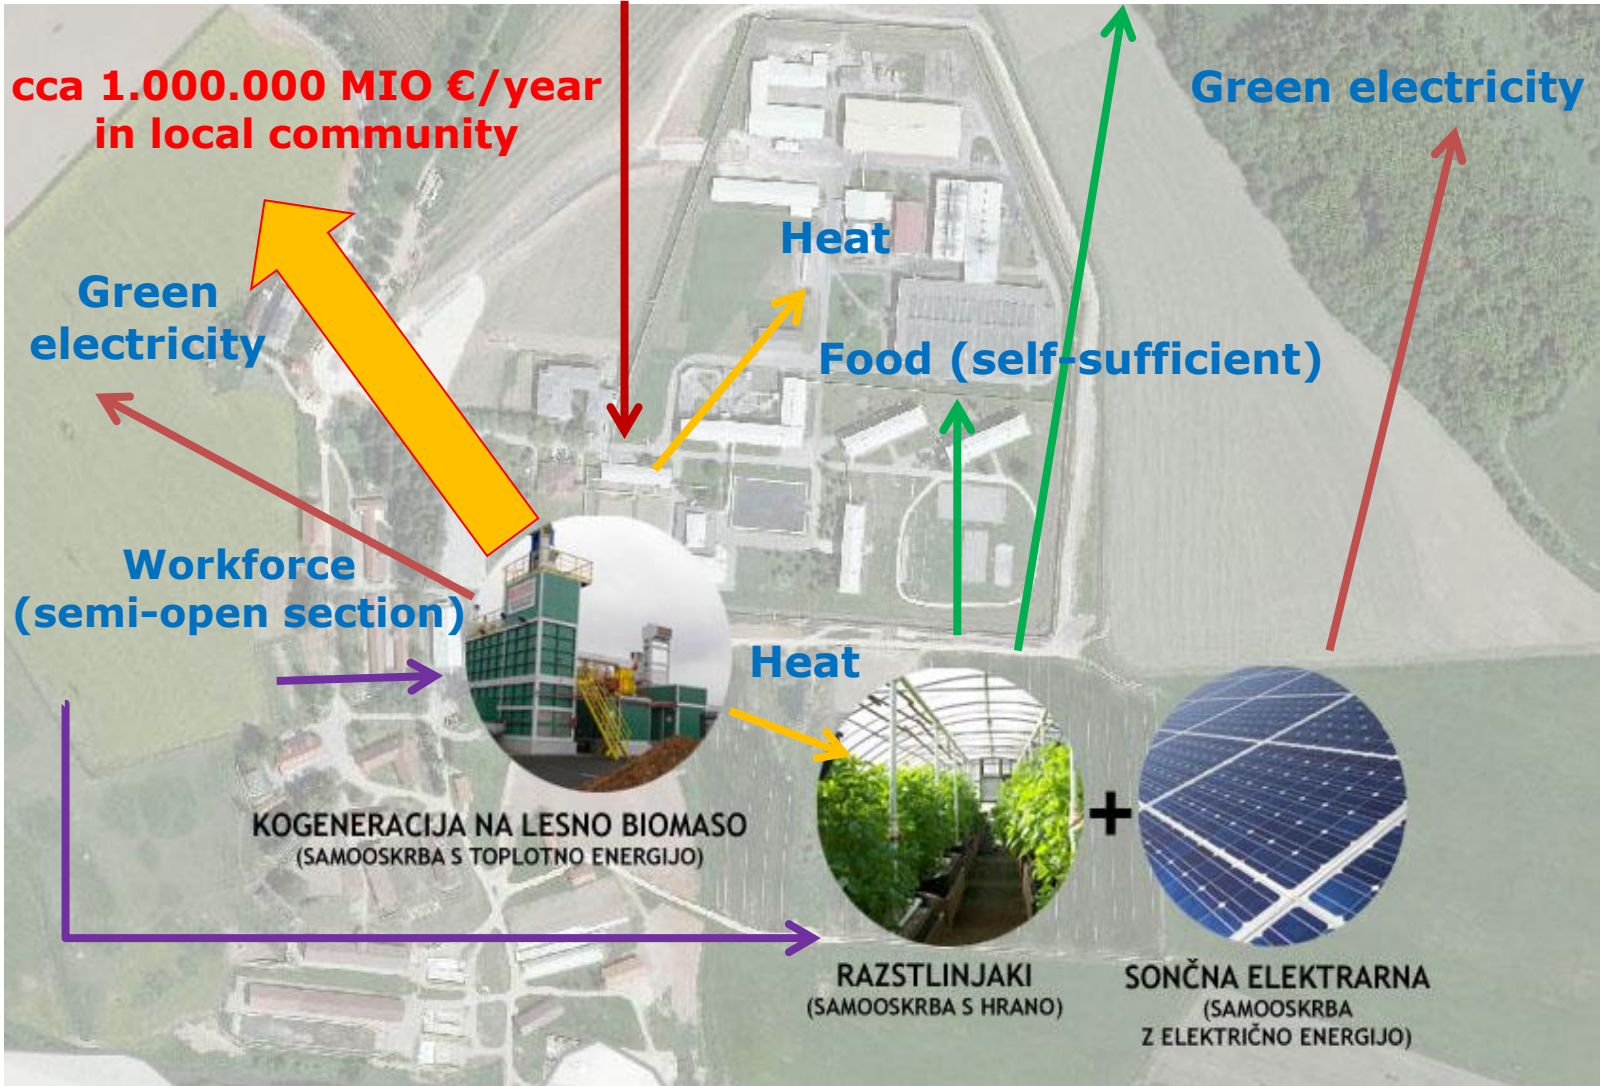 cca 1.000.000 MIO €/year
in local community
Green electricity
Heat
Green
electricity
Food (self-sufficient)
Workforce
(semi-open section)
Heat
KOGENERACIJA NA LESNO BIOMASO
(SAMOOSKRBA S TOPLOTNO ENERGIJO)
+
RAZSTLINJAKI
(SAMOOSKRBA S HRANO)
SONČNA ELEKTRARNA
(SAMOOSKRBA
Z ELEKTRIČNO ENERGIJO)